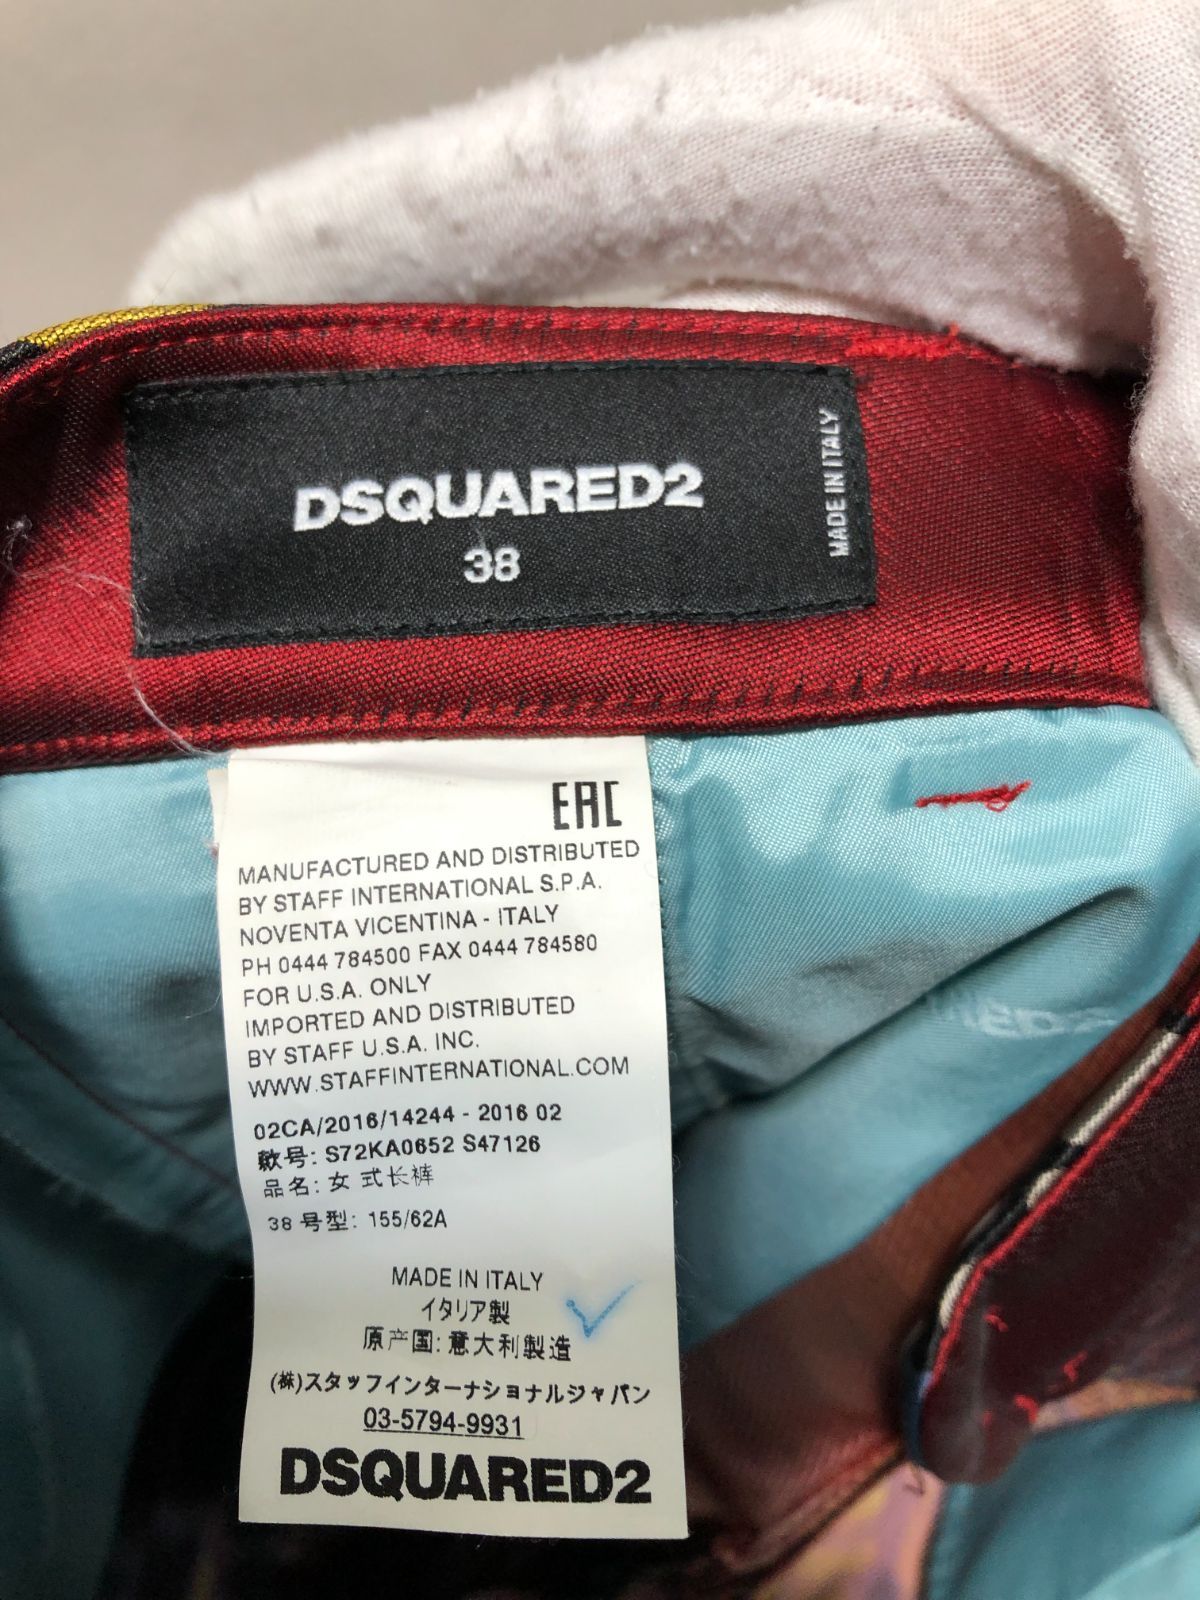 DSQUARED2
38
MADE IN ITALY
EAC
MANUFACTURED AND DISTRIBUTED
BY STAFF INTERNATIONAL S.P.A.
NOVENTA VICENTINA - ITALY
PH 0444 784500 FAX 0444 784580
FOR U.S.A. ONLY
IMPORTED AND DISTRIBUTED
BY STAFF U.S.A. INC.
WWW.STAFFINTERNATIONAL.COM
02CA/2016/14244 - 2016 02
款号: S72KA0652 S47126
品名: 女式长裤
38 号型: 155/62A
MADE IN ITALY
イタリア製
原产国: 意大利製造
(株)スタッフインターナショナルジャパン
03-5794-9931
DSQUARED2